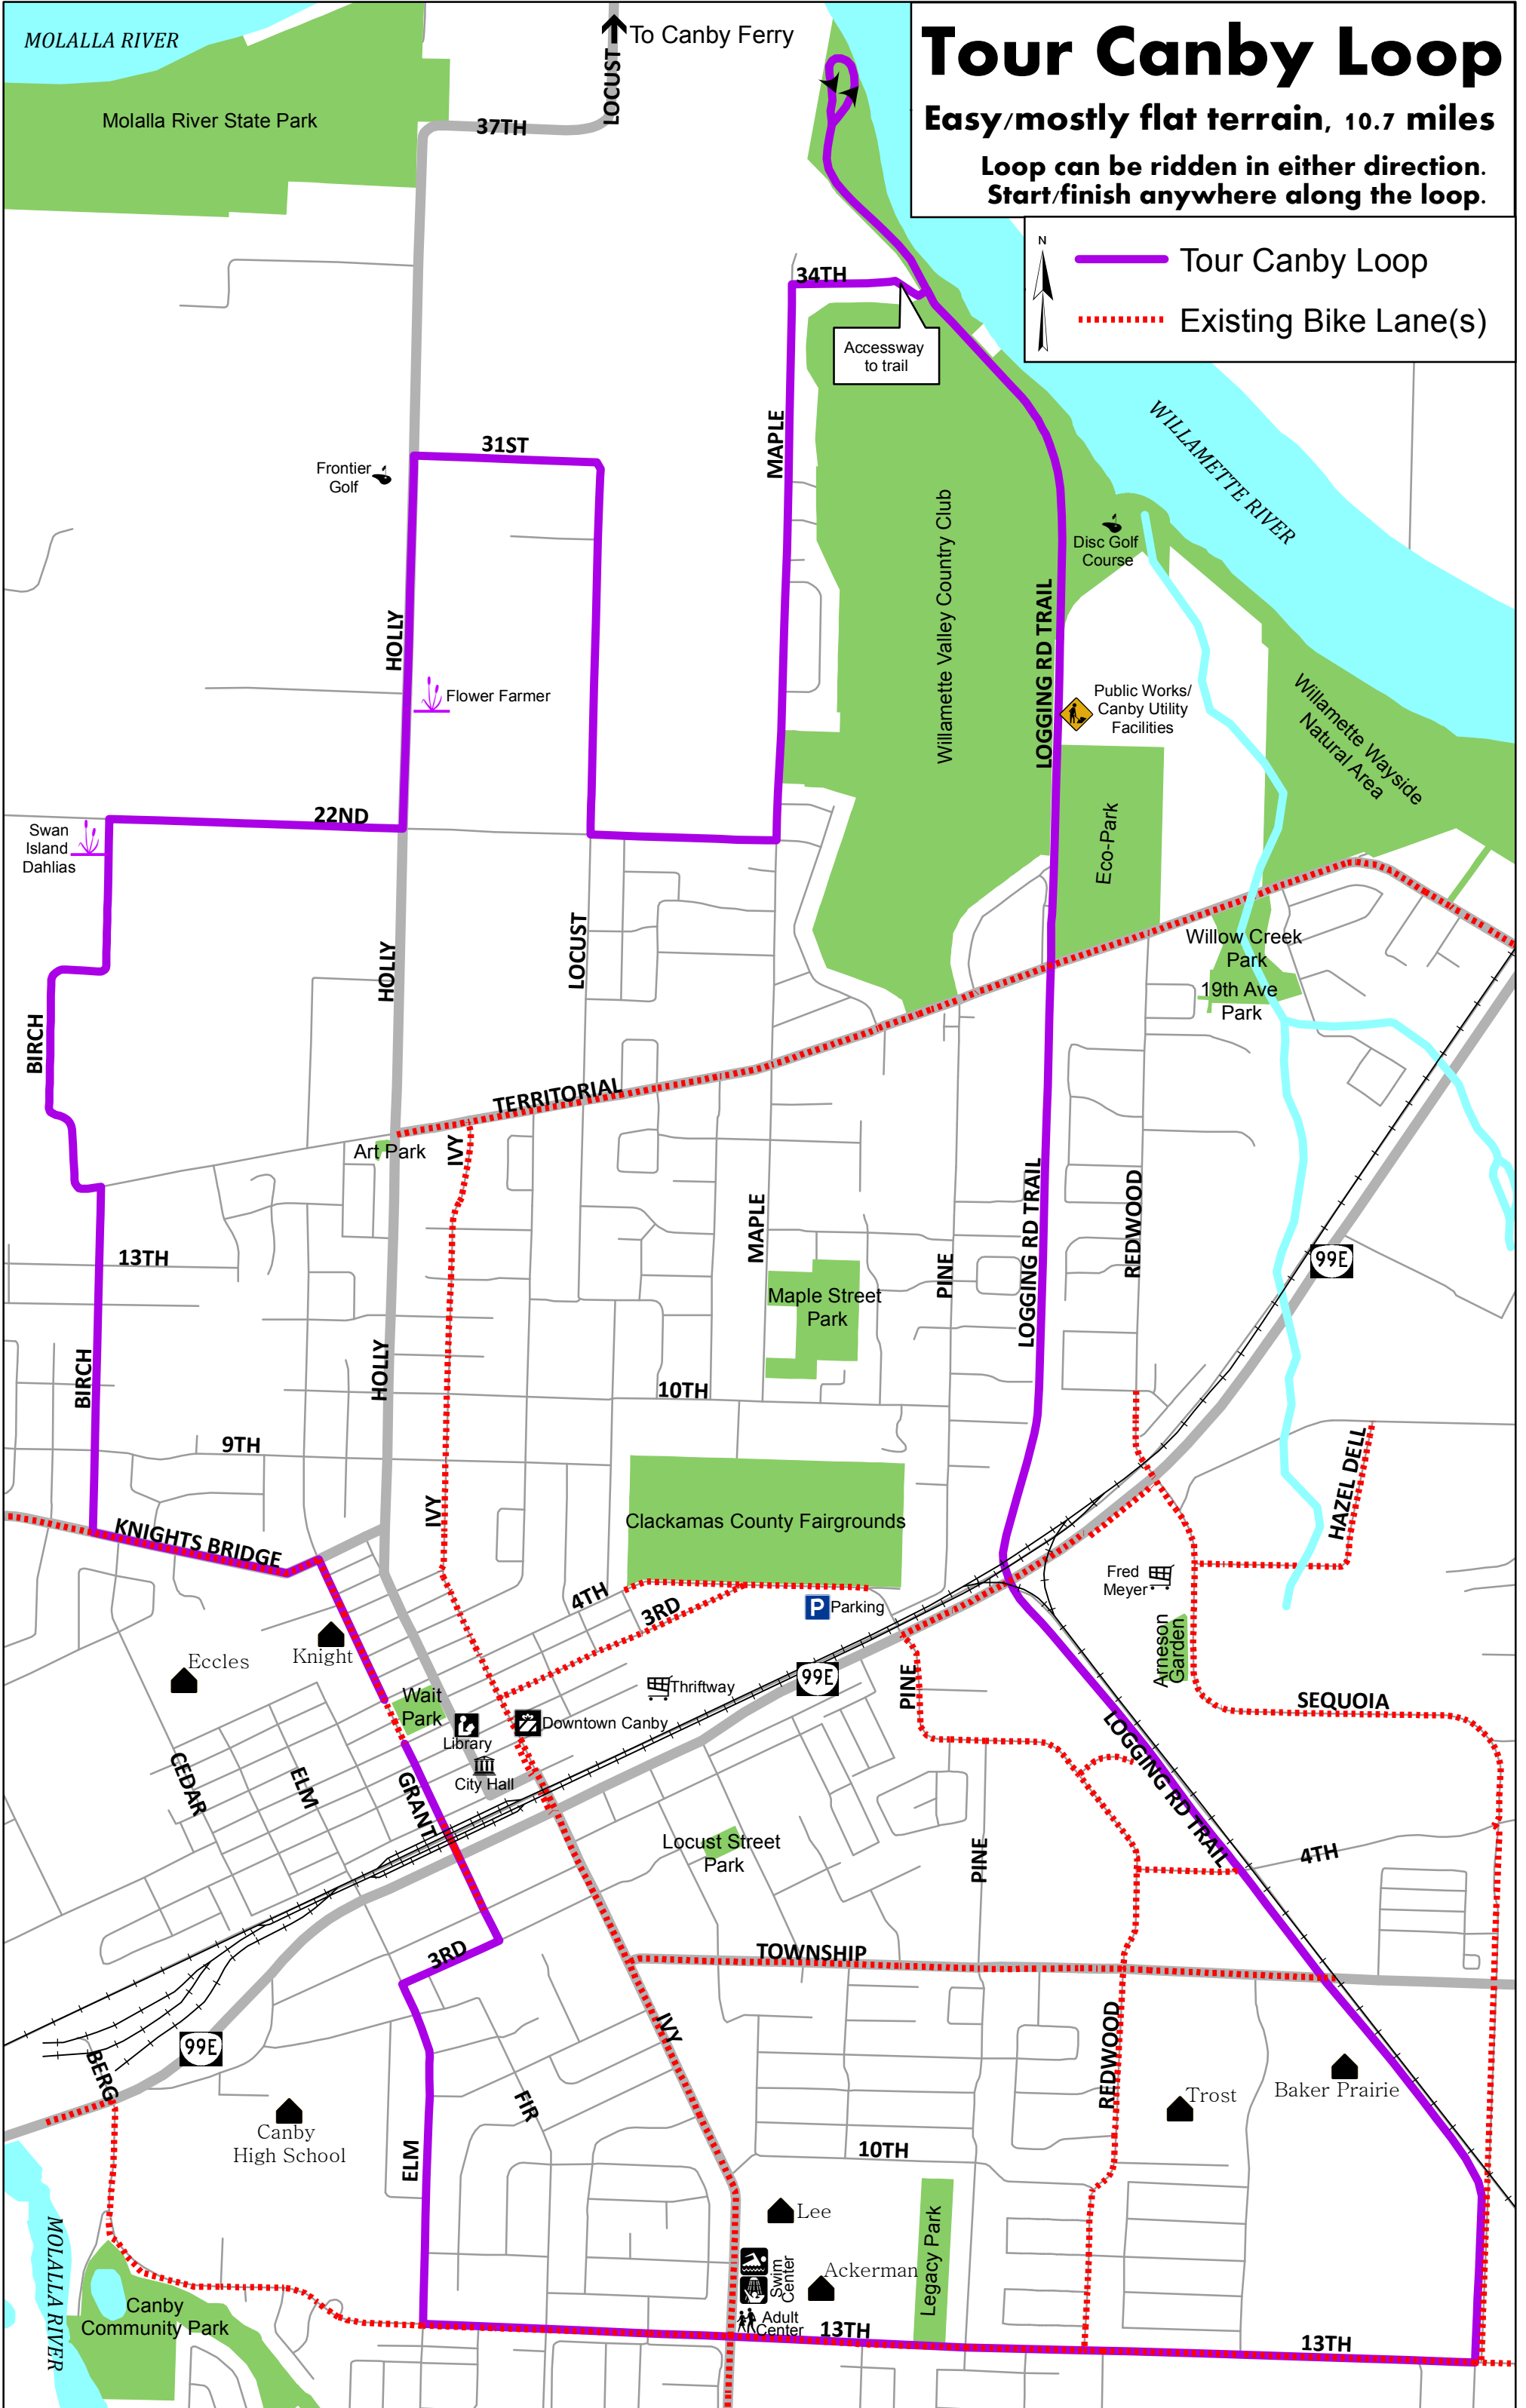 MOLALLA RIVER
Molalla River State Park
LOCUST
To Canby Ferry
37TH
Tour Canby Loop
Easy/mostly flat terrain, 10.7 miles
Loop can be ridden in either direction.
Start/finish anywhere along the loop.
N
Tour Canby Loop
Existing Bike Lane(s)
34TH
Accessway
to trail
WILLAMETTE RIVER
31ST
MAPLE
Frontier
Golf
Willamette Valley Country Club
Disc Golf
Course
HOLLY
LOGGING RD TRAIL
Flower Farmer
Public Works/
Canby Utility
Facilities
Willamette Wayside
Natural Area
22ND
Swan
Island
Dahlias
Eco-Park
HOLLY
LOCUST
Willow Creek
Park
19th Ave
Park
BIRCH
TERRITORIAL
Art Park
IVY
MAPLE
LOGGING RD TRAIL
REDWOOD
13TH
PINE
99E
Maple Street
Park
BIRCH
HOLLY
10TH
9TH
HAZEL DELL
KNIGHTS BRIDGE
IVY
Clackamas County Fairgrounds
4TH
3RD
Parking
Fred
Meyer
Arneson
Garden
Knight
Eccles
Wait
Park
Library
City Hall
Downtown Canby
Thriftway
99E
PINE
SEQUOIA
CEDAR
ELM
GRANT
LOGGING RD TRAIL
Locust Street
Park
PINE
4TH
3RD
TOWNSHIP
99E
BERG
IVY
REDWOOD
FIR
Canby
High School
Trost
Baker Prairie
ELM
10TH
Lee
Ackerman
Swim
Center
Legacy Park
Adult
Center
MOLALLA RIVER
Canby
Community Park
13TH
13TH